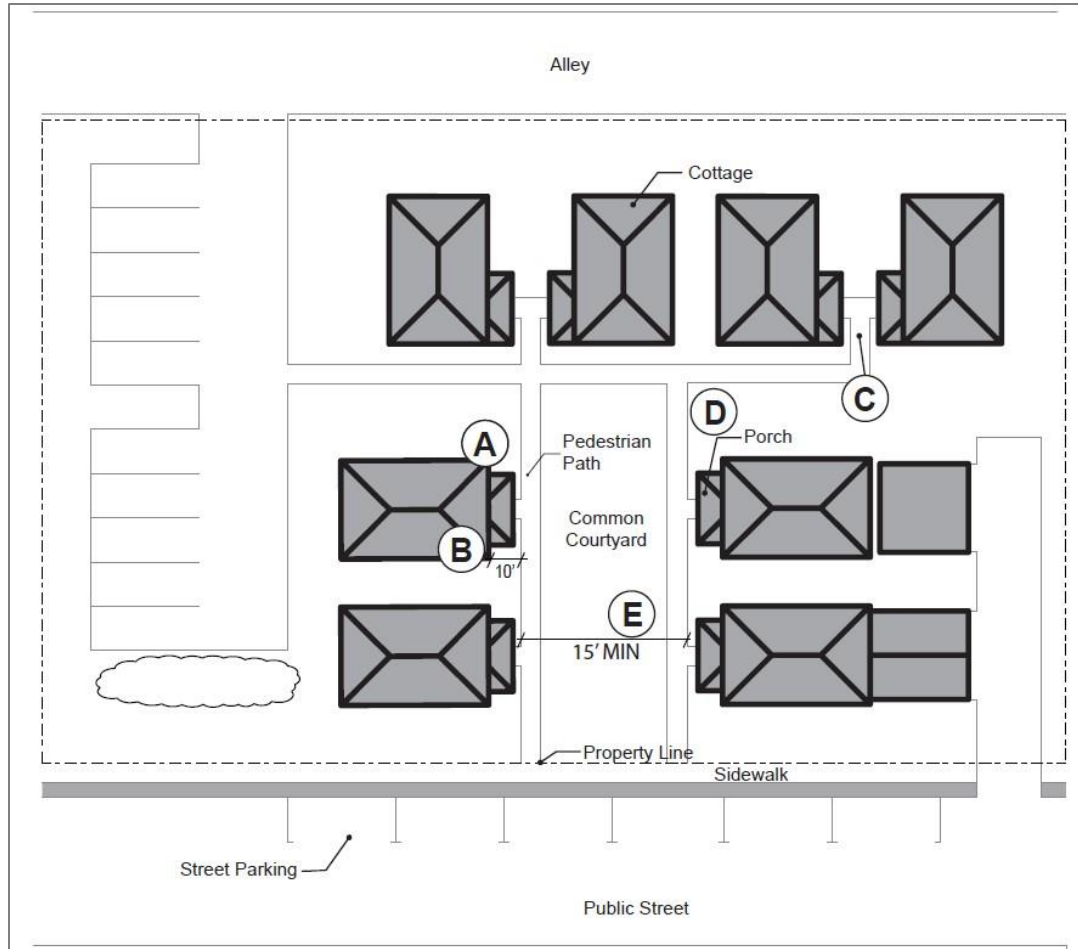 Alley
Cottage
C
D
A
Pedestrian
Path
Porch
Common
Courtyard
B
10'
E
15' MIN
Property Line
Sidewalk
Street Parking
Public Street